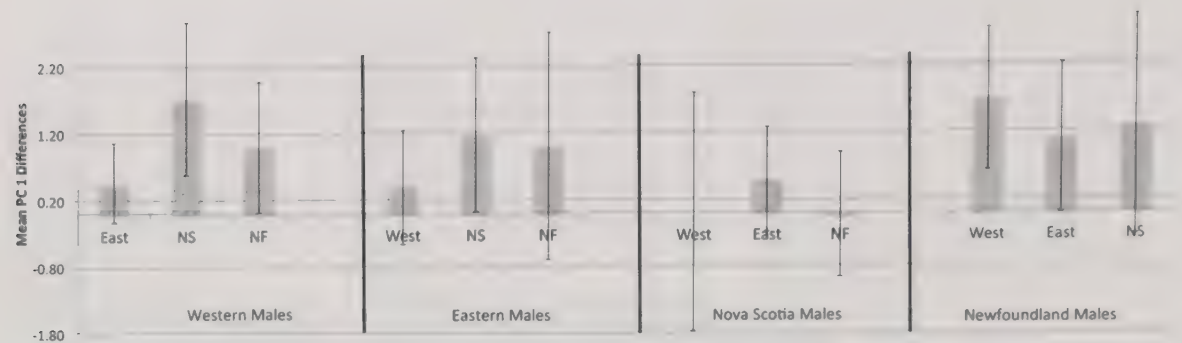 Mean PC 1 Differences
2.20
1.20
0.20
-0.80
-1.80
East NS NF
West NS NF
West East NF
West East NS
Western Males
Eastern Males
Nova Scotia Males
Newfoundland Males